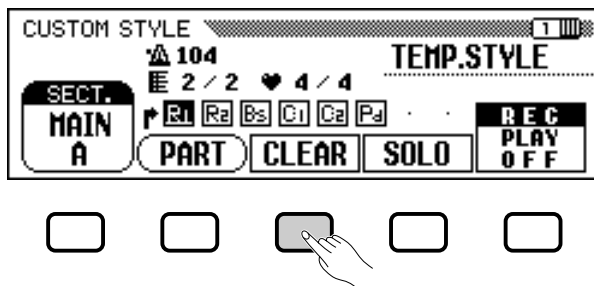 CUSTOM STYLE 1
104 TEMP.STYLE
2/2 4/4
SECT. R1 R2 Bs C1 C2 Pd · · REC
MAIN PLAY
A PART CLEAR SOLO OFF